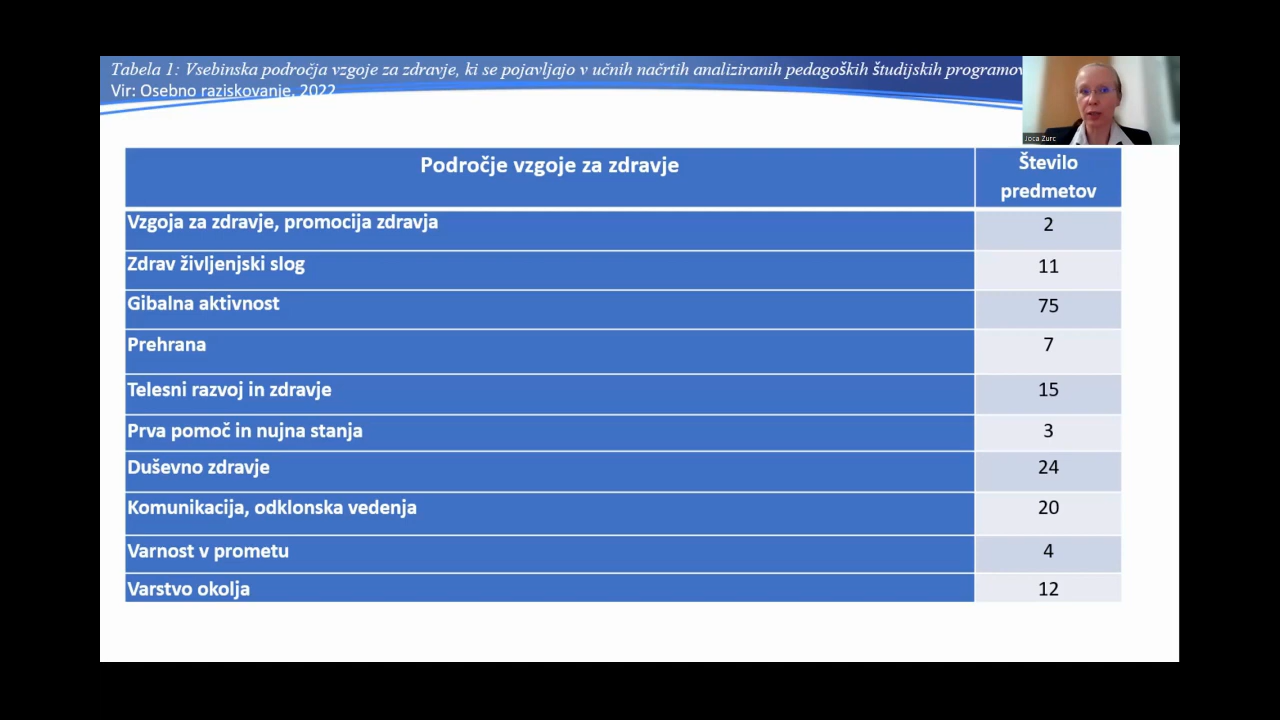 Tabela 1: Vsebinska področja vzgoje za zdravje, ki se pojavljajo v učnih načrtih analiziranih pedagoških študijskih programov
Vir: Osebno raziskovanje, 2022
Joca Zurc
Področje vzgoje za zdravje
Število
predmetov
Vzgoja za zdravje, promocija zdravja
2
Zdrav življenjski slog
11
Gibalna aktivnost
75
Prehrana
7
Telesni razvoj in zdravje
15
Prva pomoč in nujna stanja
3
Duševno zdravje
24
Komunikacija, odklonska vedenja
20
Varnost v prometu
4
Varstvo okolja
12